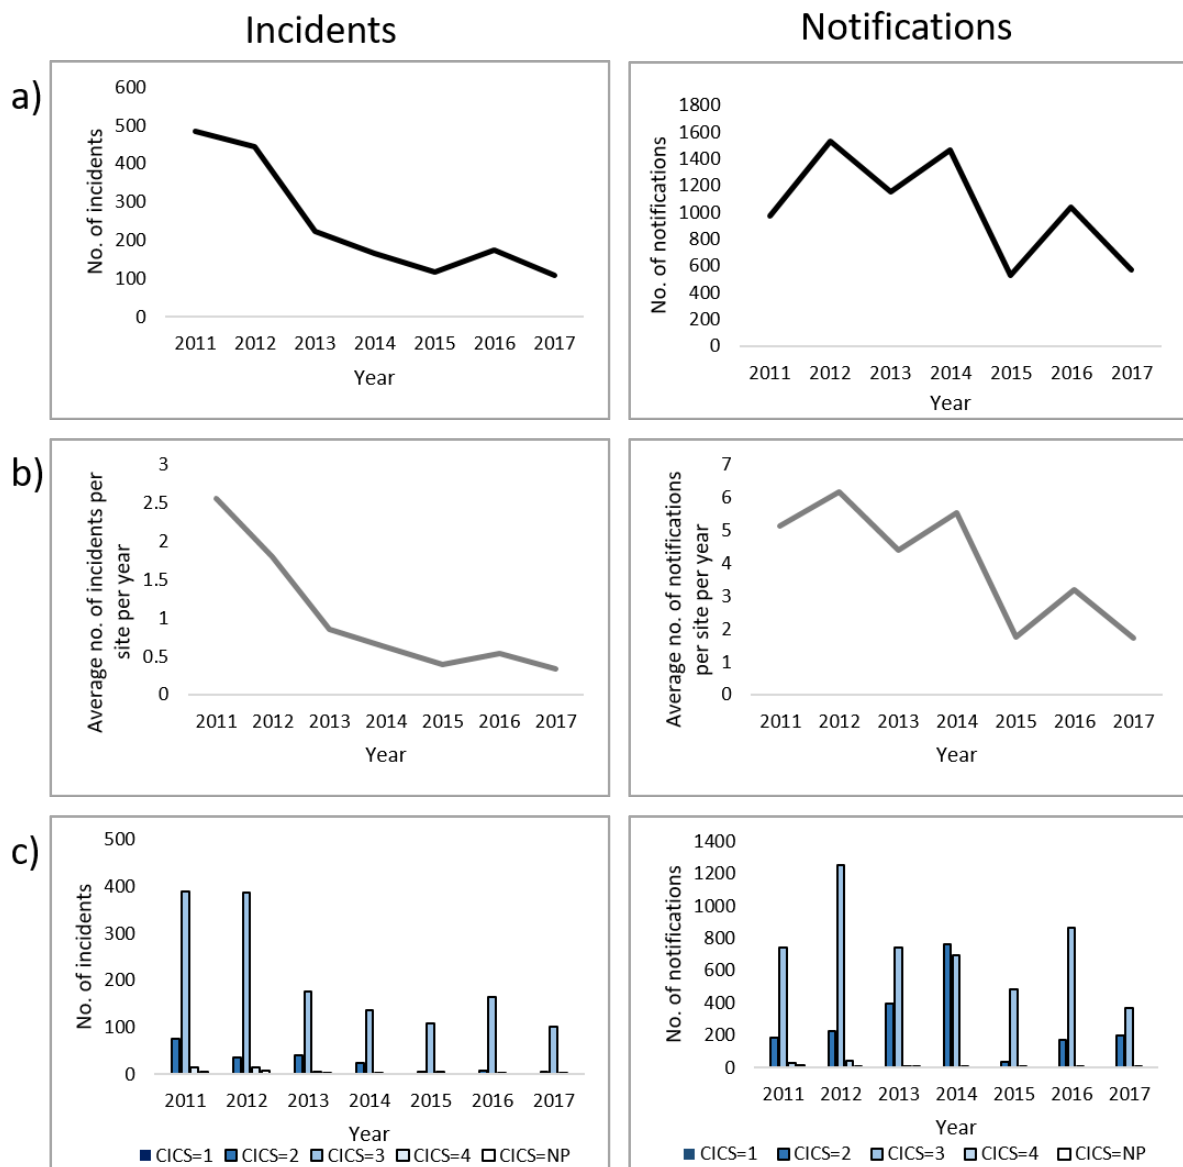 Incidents
Notifications
a)
600
500
400
300
200
100
0
No. of incidents
2011 2012 2013 2014 2015 2016 2017
Year
1800
1600
1400
1200
1000
800
600
400
200
0
No. of notifications
2011 2012 2013 2014 2015 2016 2017
Year
b)
3
2.5
2
1.5
1
0.5
0
Average no. of incidents per
site per year
2011 2012 2013 2014 2015 2016 2017
Year
7
6
5
4
3
2
1
0
Average no. of notifications
per site per year
2011 2012 2013 2014 2015 2016 2017
Year
c)
500
400
300
200
100
0
No. of incidents
2011 2012 2013 2014 2015 2016 2017
Year
CICS=1 CICS=2 CICS=3 CICS=4 CICS=NP
1400
1200
1000
800
600
400
200
0
No. of notifications
2011 2012 2013 2014 2015 2016 2017
Year
CICS=1 CICS=2 CICS=3 CICS=4 CICS=NP